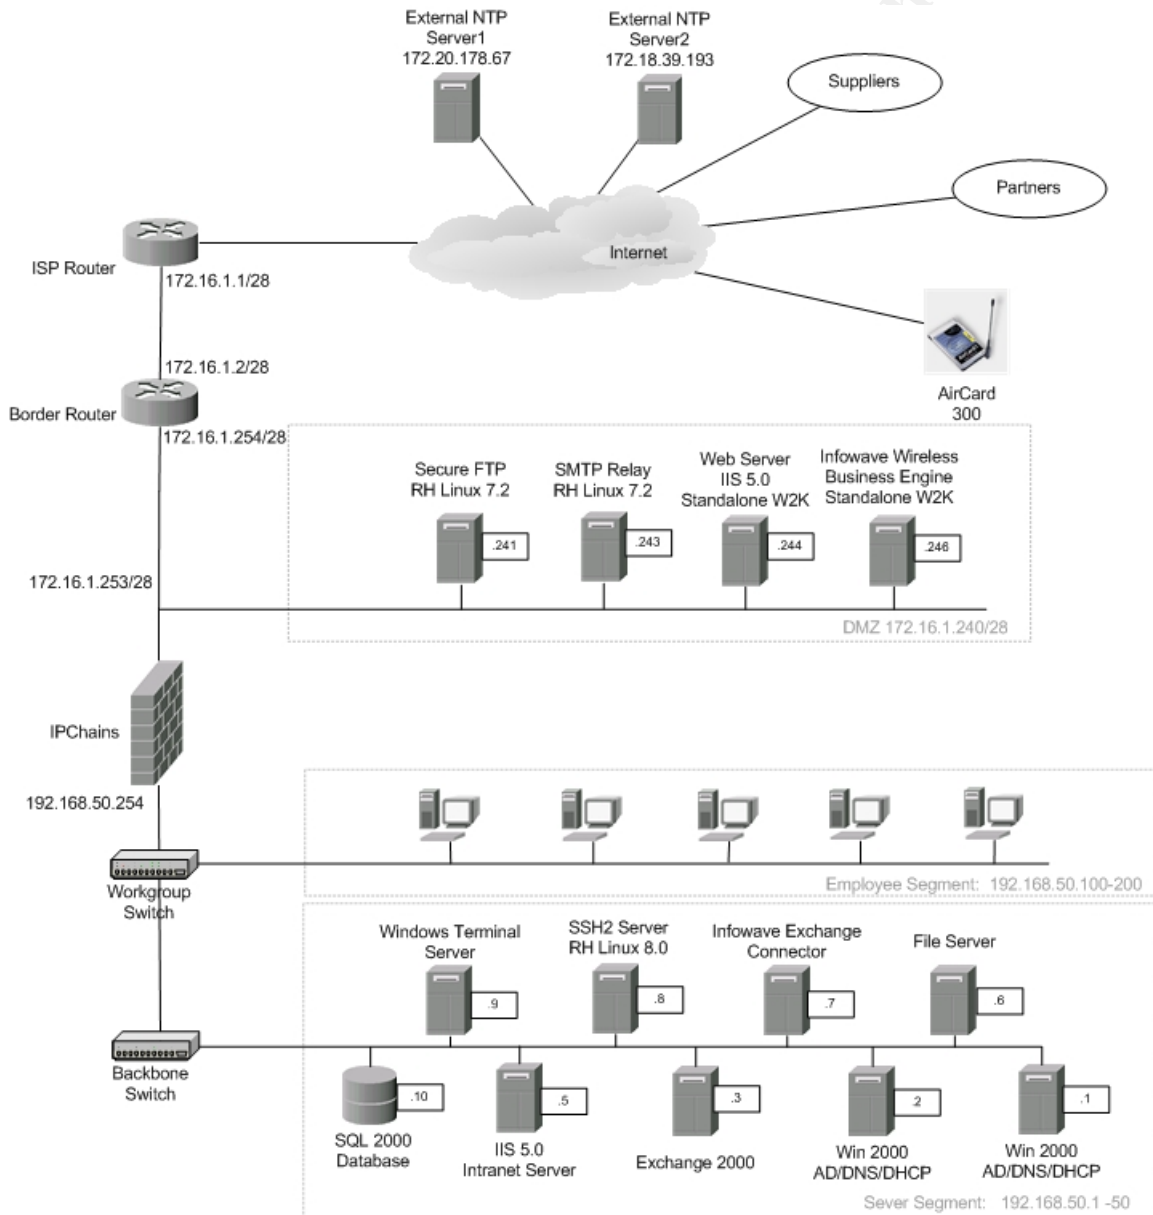 External NTP
Server1
172.20.178.67
External NTP
Server2
172.18.39.193
Suppliers
Partners
Internet
ISP Router
172.16.1.1/28
172.16.1.2/28
Border Router
172.16.1.254/28
AirCard
300
Secure FTP
RH Linux 7.2
SMTP Relay
RH Linux 7.2
Web Server
IIS 5.0
Standalone W2K
Infowave Wireless
Business Engine
Standalone W2K
.241
.243
.244
.246
172.16.1.253/28
DMZ 172.16.1.240/28
IPChains
192.168.50.254
Workgroup
Switch
Employee Segment: 192.168.50.100-200
Windows Terminal
Server
SSH2 Server
RH Linux 8.0
Infowave Exchange
Connector
File Server
.9
.8
.7
.6
Backbone
Switch
.10
.5
.3
.2
.1
SQL 2000
Database
IIS 5.0
Intranet Server
Exchange 2000
Win 2000
AD/DNS/DHCP
Win 2000
AD/DNS/DHCP
Sever Segment: 192.168.50.1 -50